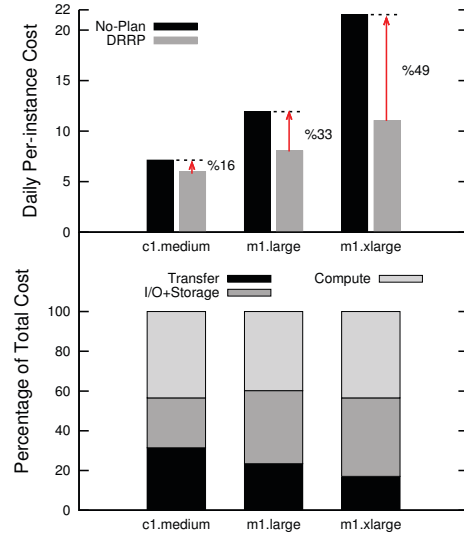 Daily Per-instance Cost
22
20
15
10
5
0
No-Plan
DRRP
%16
%33
%49
c1.medium m1.large m1.xlarge
Percentage of Total Cost
Transfer Compute
I/O+Storage
100
80
60
40
20
0
c1.medium m1.large m1.xlarge